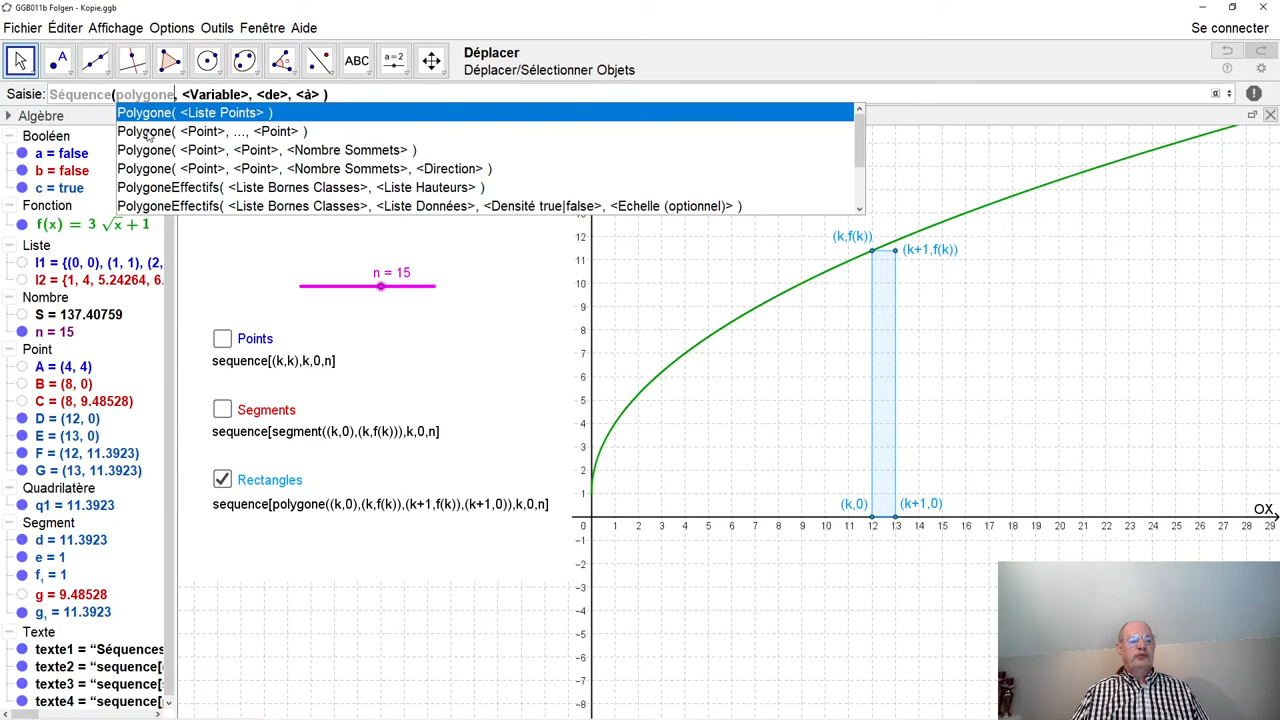 GGB011b Folgen - Kopie.ggb
Fichier Éditer Affichage Options Outils Fenêtre Aide
Se connecter
ABC
a=2
Déplacer
Déplacer/Sélectionner Objets
Saisie: Séquence(polygone, <Variable>, <de>, <à> )
α
Polygone( <Liste Points> )
Polygone( <Point>, ..., <Point> )
Polygone( <Point>, <Point>, <Nombre Sommets> )
Polygone( <Point>, <Point>, <Nombre Sommets>, <Direction> )
PolygoneEffectifs( <Liste Bornes Classes>, <Liste Hauteurs> )
PolygoneEffectifs( <Liste Bornes Classes>, <Liste Données>, <Densité true|false>, <Echelle (optionnel)> )
Algèbre
Booléen
a = false
b = false
c = true
Fonction
f(x) = 3 √x + 1
Liste
l1 = {(0, 0), (1, 1), (2,
l2 = {1, 4, 5.24264, 6.
Nombre
S = 137.40759
n = 15
Point
A = (4, 4)
B = (8, 0)
C = (8, 9.48528)
D = (12, 0)
E = (13, 0)
F = (12, 11.3923)
G = (13, 11.3923)
Quadrilatère
q1 = 11.3923
Segment
d = 11.3923
e = 1
f₁ = 1
g = 9.48528
g₁ = 11.3923
Texte
texte1 = “Séquences
texte2 = “sequence[
texte3 = “sequence[
texte4 = “sequence[
n = 15
Points
sequence[(k,k),k,0,n]
Segments
sequence[segment((k,0),(k,f(k))),k,0,n]
Rectangles
sequence[polygone((k,0),(k,f(k)),(k+1,f(k)),(k+1,0)),k,0,n]
12
11
10
9
8
7
6
5
4
3
2
1
0 1 2 3 4 5 6 7 8 9 10 11 12 13 14 15 16 17 18 19 20 21 22 23 24 25 26 27 28 29
−1
−2
−3
−4
−5
−6
−7
−8
(k,f(k))
(k+1,f(k))
(k,0)
(k+1,0)
OX